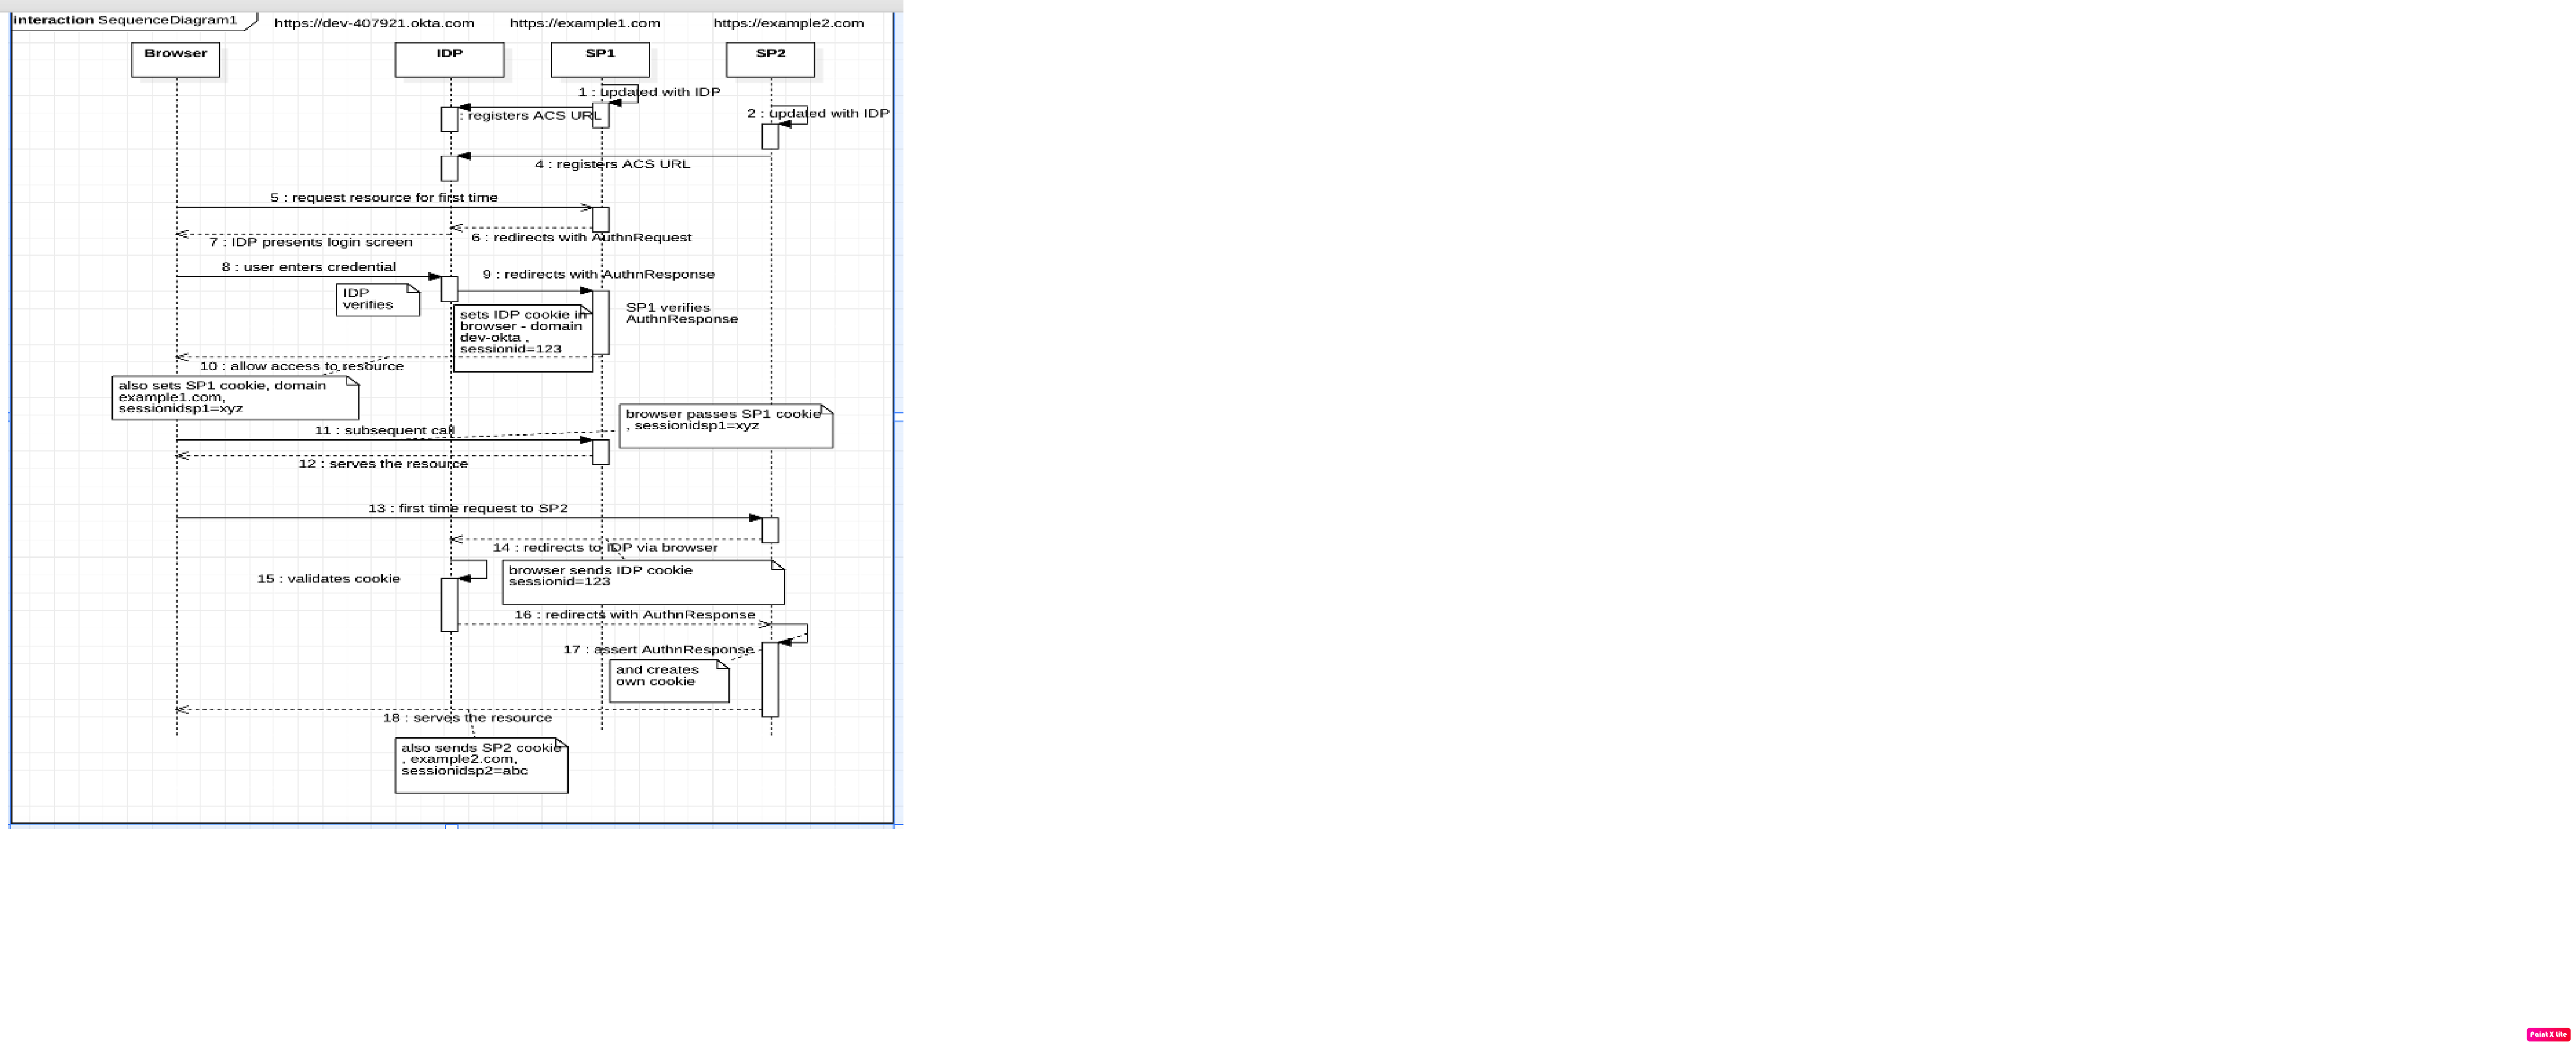 interaction SequenceDiagram1
https://dev-407921.okta.com
https://example1.com
https://example2.com
Browser
IDP
SP1
SP2
1 : updated with IDP
2 : updated with IDP
: registers ACS URL
4 : registers ACS URL
5 : request resource for first time
6 : redirects with AuthnRequest
7 : IDP presents login screen
8 : user enters credential
9 : redirects with AuthnResponse
IDP
verifies
sets IDP cookie in
browser - domain
dev-okta ,
sessionid=123
SP1 verifies
AuthnResponse
10 : allow access to resource
also sets SP1 cookie, domain
example1.com,
sessionidsp1=xyz
browser passes SP1 cookie
, sessionidsp1=xyz
11 : subsequent call
12 : serves the resource
13 : first time request to SP2
14 : redirects to IDP via browser
browser sends IDP cookie
sessionid=123
15 : validates cookie
16 : redirects with AuthnResponse
17 : assert AuthnResponse
and creates
own cookie
18 : serves the resource
also sends SP2 cookie
, example2.com,
sessionidsp2=abc
Paint X lite